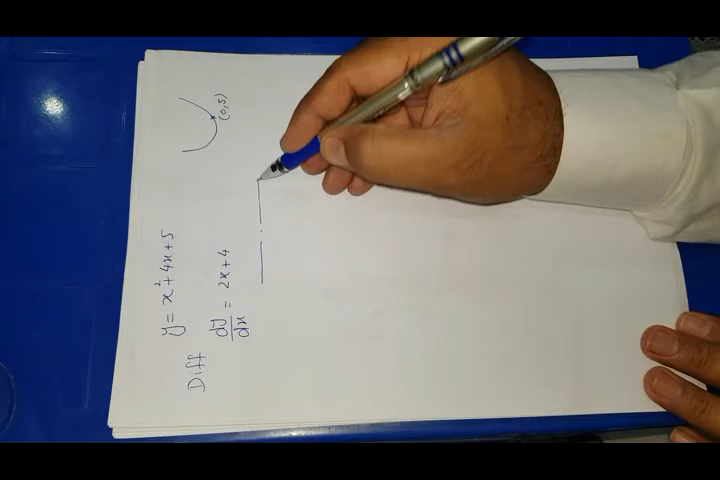 y = x² + 4x + 5
(0,5)
Diff
dy/dx = 2x + 4